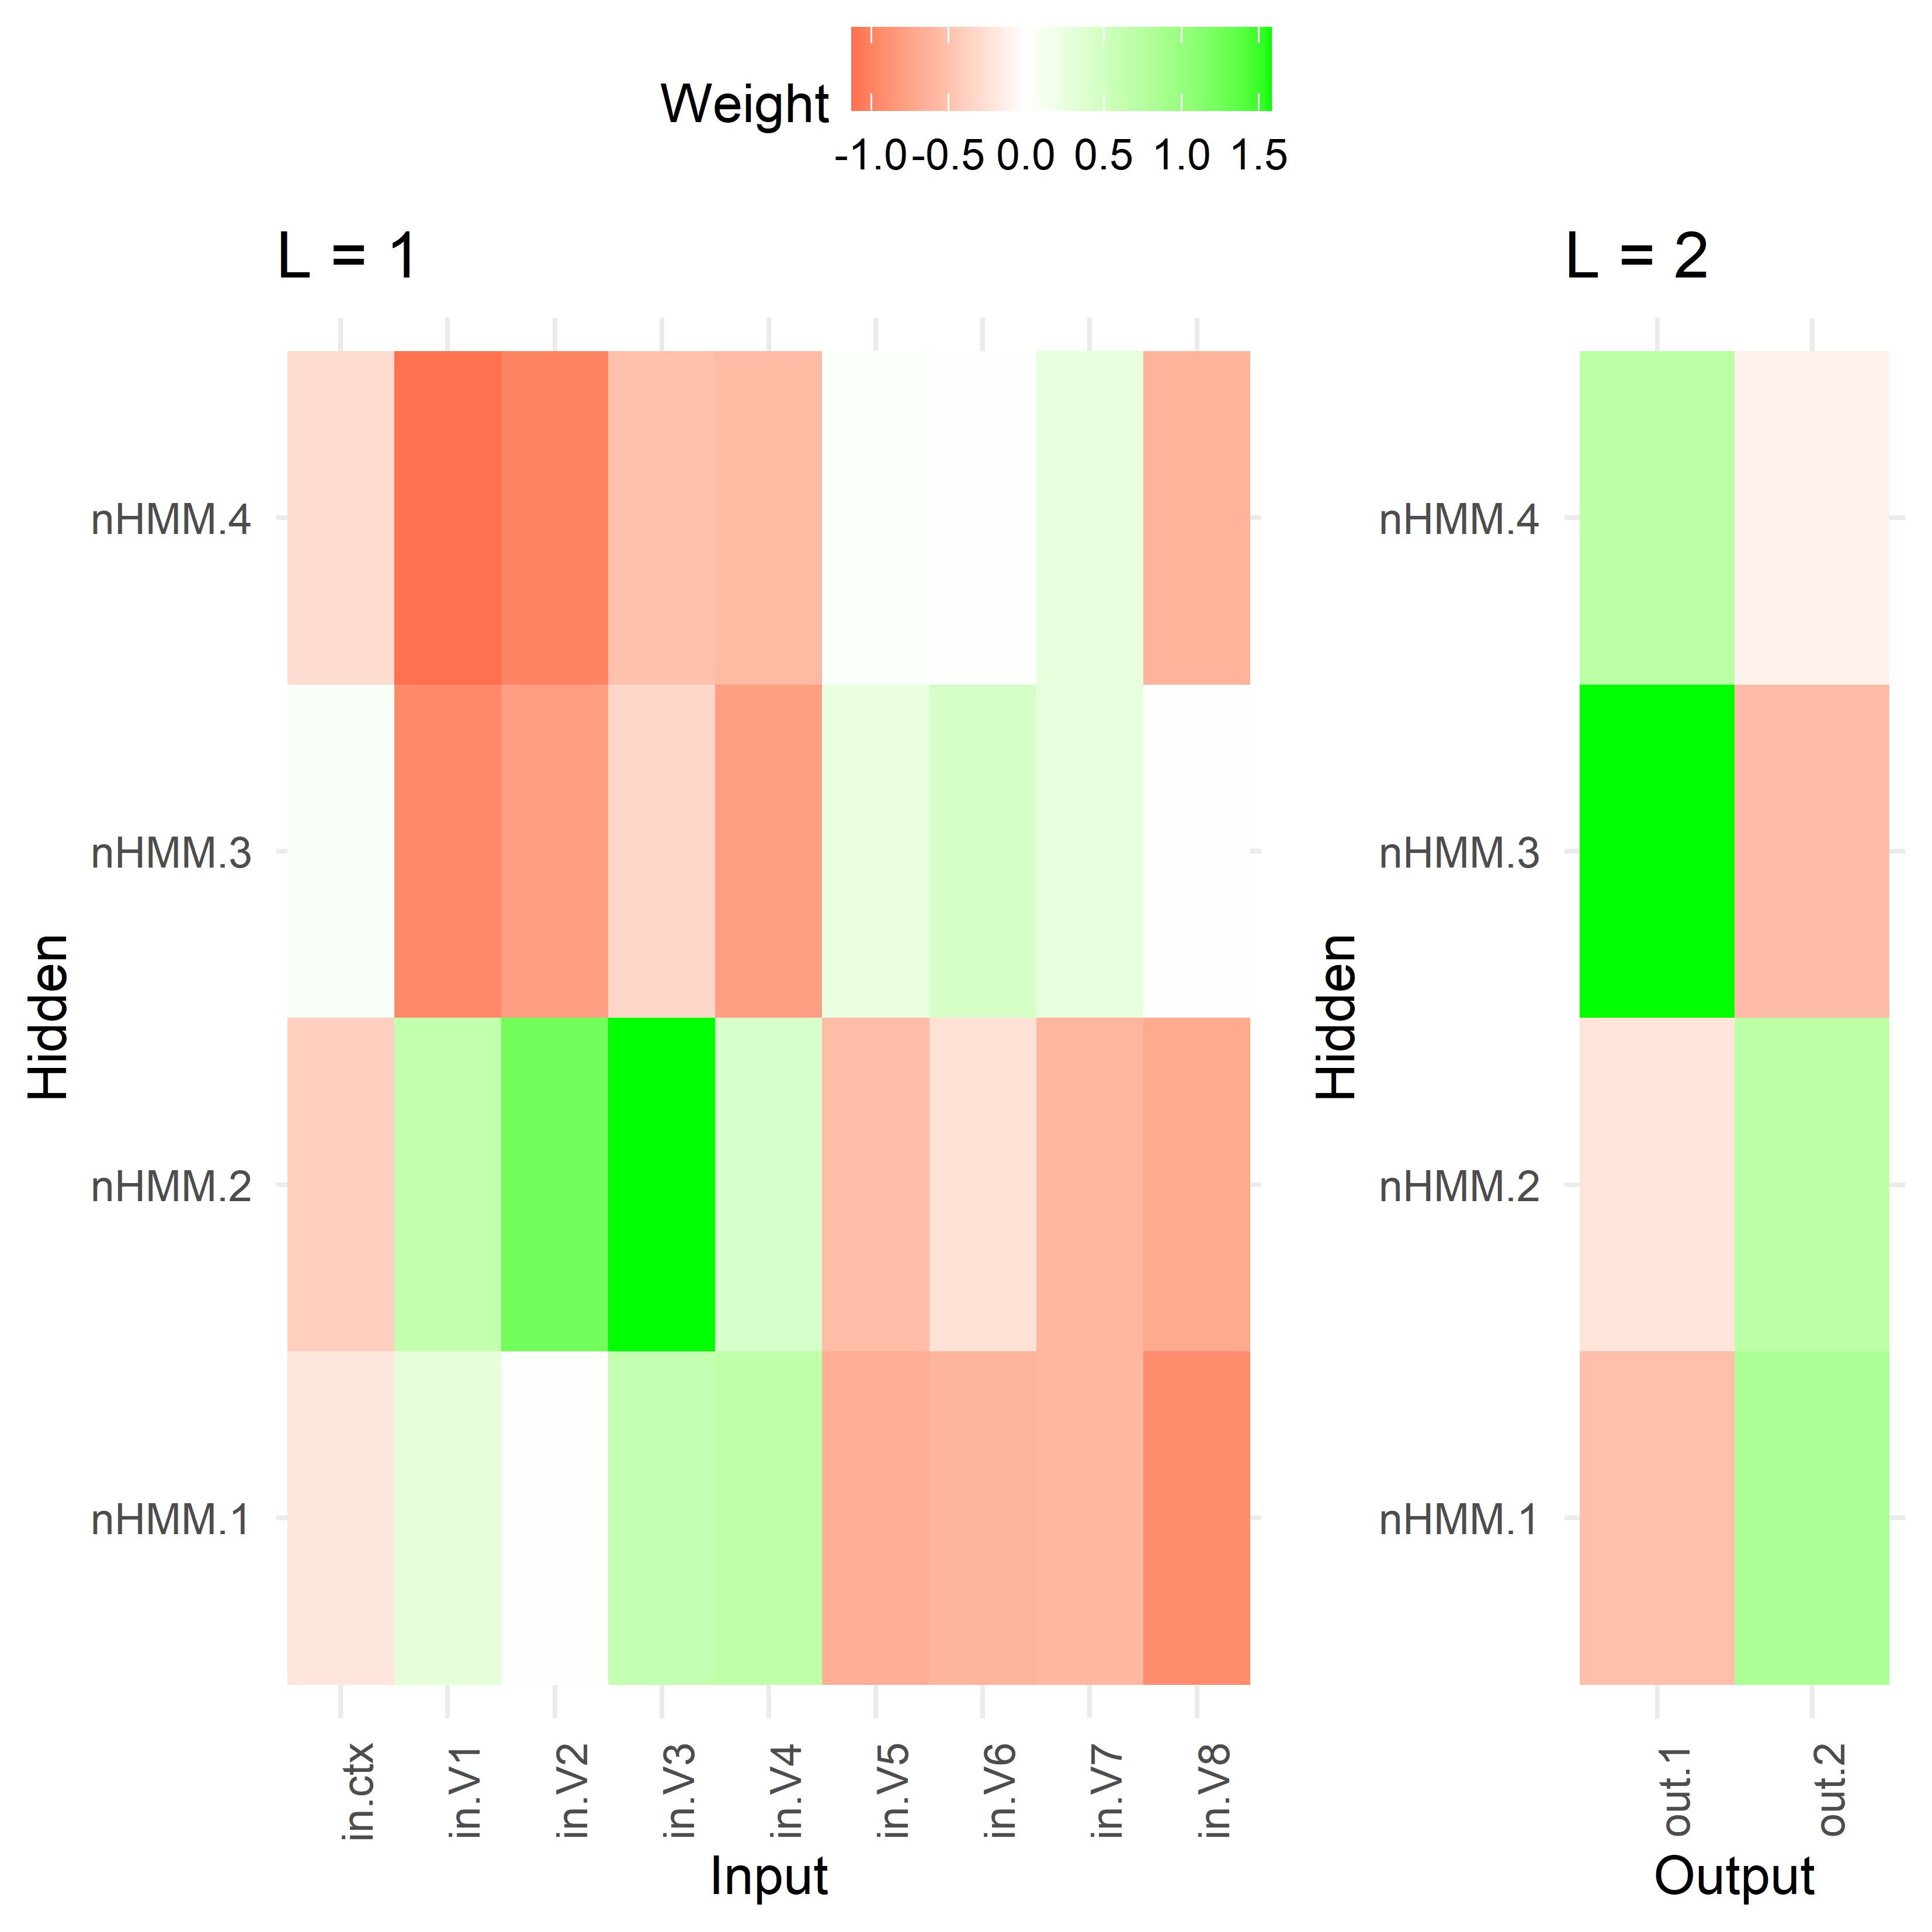 Weight
-1.0 -0.5 0.0 0.5 1.0 1.5
L = 1
nHMM.4
nHMM.3
nHMM.2
nHMM.1
Hidden
in.ctx in.V1 in.V2 in.V3 in.V4 in.V5 in.V6 in.V7 in.V8
Input
L = 2
nHMM.4
nHMM.3
nHMM.2
nHMM.1
Hidden
out.1 out.2
Output